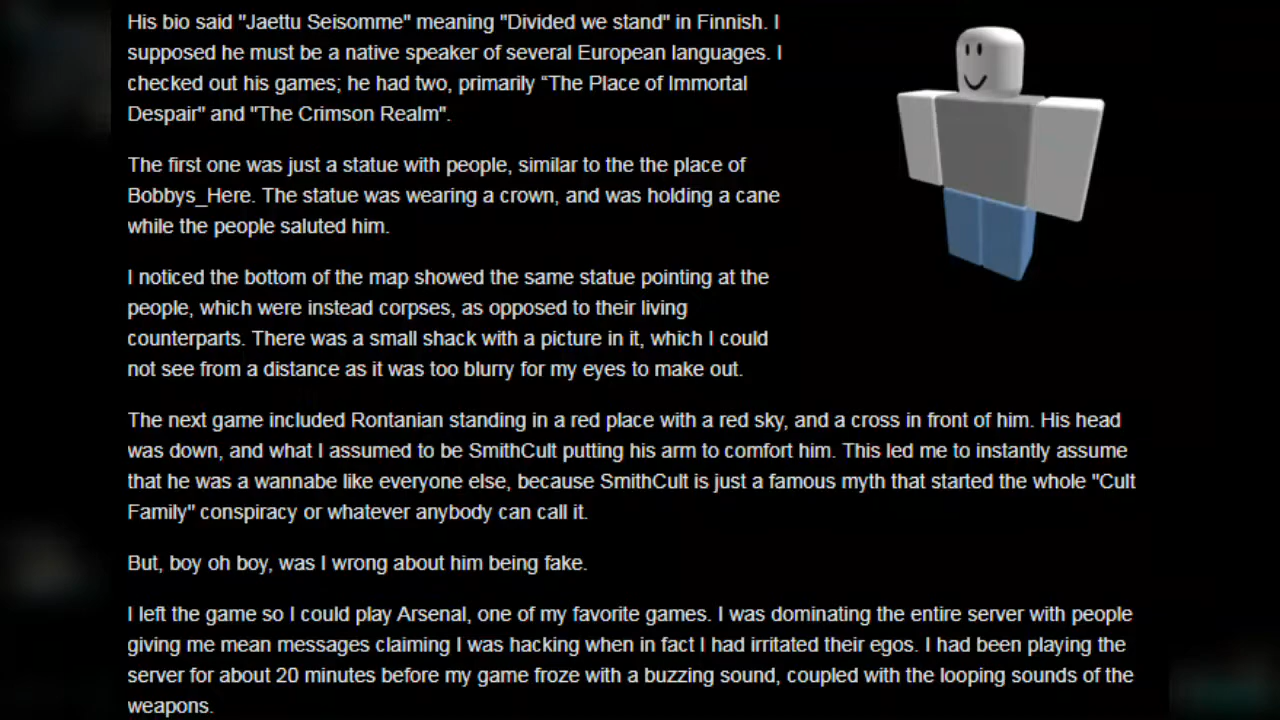 His bio said "Jaettu Seisomme" meaning "Divided we stand" in Finnish. I
supposed he must be a native speaker of several European languages. I
checked out his games; he had two, primarily “The Place of Immortal
Despair" and "The Crimson Realm".
The first one was just a statue with people, similar to the the place of
Bobbys_Here. The statue was wearing a crown, and was holding a cane
while the people saluted him.
I noticed the bottom of the map showed the same statue pointing at the
people, which were instead corpses, as opposed to their living
counterparts. There was a small shack with a picture in it, which I could
not see from a distance as it was too blurry for my eyes to make out.
The next game included Rontanian standing in a red place with a red sky, and a cross in front of him. His head
was down, and what I assumed to be SmithCult putting his arm to comfort him. This led me to instantly assume
that he was a wannabe like everyone else, because SmithCult is just a famous myth that started the whole "Cult
Family" conspiracy or whatever anybody can call it.
But, boy oh boy, was I wrong about him being fake.
I left the game so I could play Arsenal, one of my favorite games. I was dominating the entire server with people
giving me mean messages claiming I was hacking when in fact I had irritated their egos. I had been playing the
server for about 20 minutes before my game froze with a buzzing sound, coupled with the looping sounds of the
weapons.